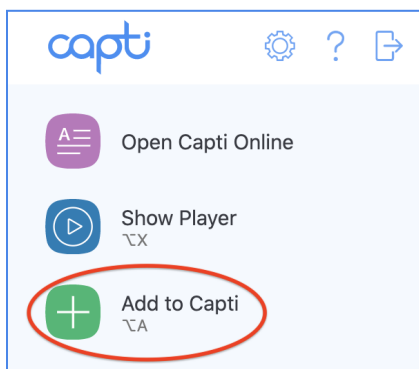 capti
?
A
Open Capti Online
Show Player
⌥X
Add to Capti
⌥A